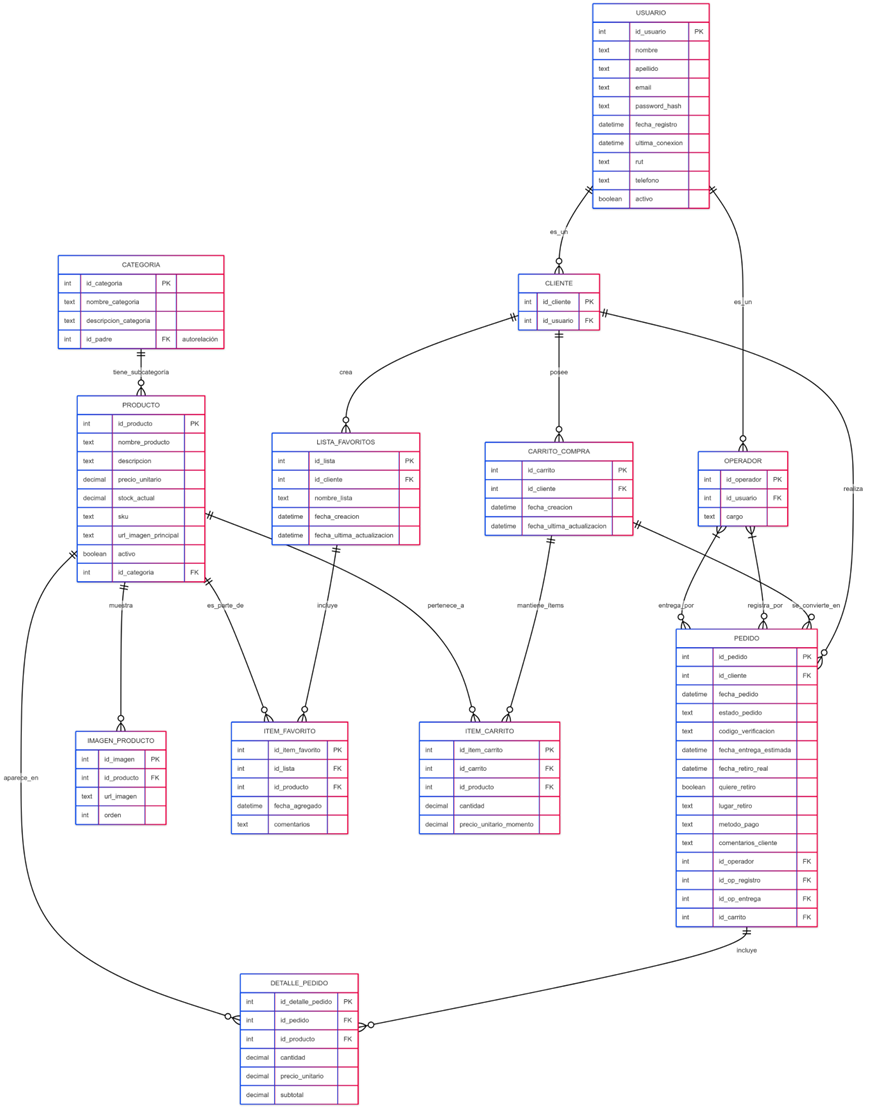 USUARIO
int id_usuario PK
text nombre
text apellido
text email
text password_hash
datetime fecha_registro
datetime ultima_conexion
text rut
text telefono
boolean activo
es_un
es_un
CATEGORIA
int id_categoria PK
text nombre_categoria
text descripcion_categoria
int id_padre FK autorelación
CLIENTE
int id_cliente PK
int id_usuario FK
tiene_subcategoria
crea
posee
realiza
PRODUCTO
int id_producto PK
text nombre_producto
text descripcion
decimal precio_unitario
decimal stock_actual
text sku
text url_imagen_principal
boolean activo
int id_categoria FK
LISTA_FAVORITOS
int id_lista PK
int id_cliente FK
text nombre_lista
datetime fecha_creacion
datetime fecha_ultima_actualizacion
CARRITO_COMPRA
int id_carrito PK
int id_cliente FK
datetime fecha_creacion
datetime fecha_ultima_actualizacion
OPERADOR
int id_operador PK
int id_usuario FK
text cargo
muestra
es_parte_de
incluye
pertenece_a
mantiene_items
entrega_por
registra_por
se_convierte_en
PEDIDO
int id_pedido PK
int id_cliente FK
datetime fecha_pedido
text estado_pedido
text codigo_verificacion
datetime fecha_entrega_estimada
datetime fecha_retiro_real
boolean quiere_retiro
text lugar_retiro
text metodo_pago
text comentarios_cliente
int id_operador FK
int id_op_registro FK
int id_op_entrega FK
int id_carrito FK
IMAGEN_PRODUCTO
int id_imagen PK
int id_producto FK
text url_imagen
int orden
ITEM_FAVORITO
int id_item_favorito PK
int id_lista FK
int id_producto FK
datetime fecha_agregado
text comentarios
ITEM_CARRITO
int id_item_carrito PK
int id_carrito FK
int id_producto FK
decimal cantidad
decimal precio_unitario_momento
aparece_en
incluye
DETALLE_PEDIDO
int id_detalle_pedido PK
int id_pedido FK
int id_producto FK
decimal cantidad
decimal precio_unitario
decimal subtotal